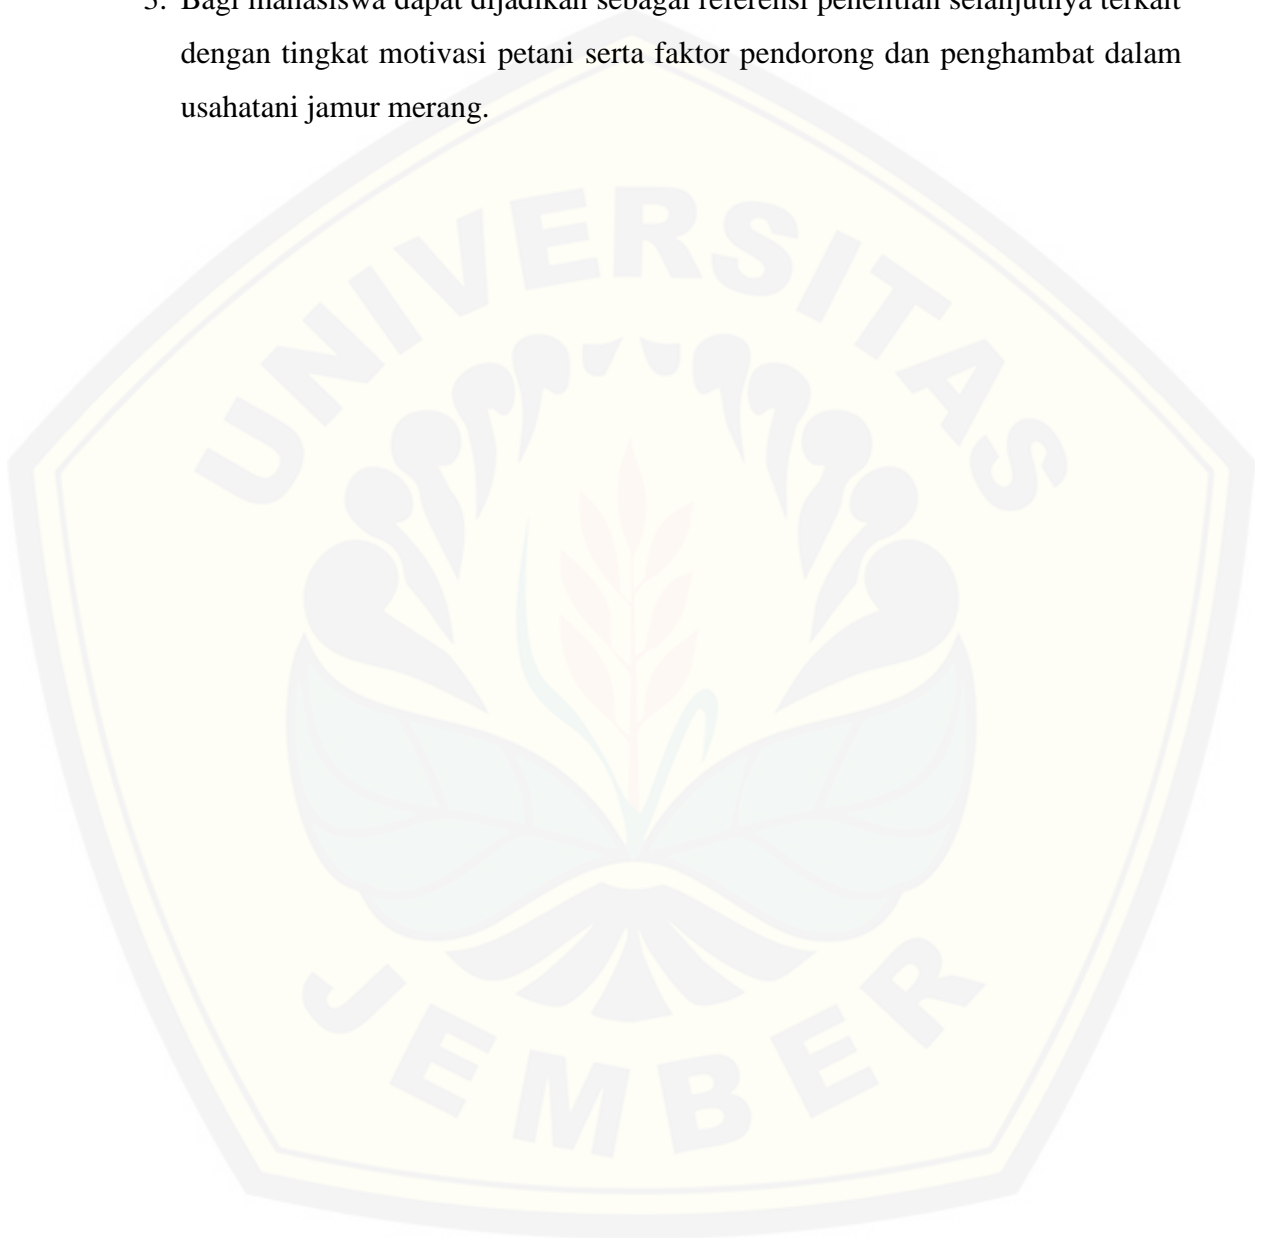 3. Bagi mahasiswa dapat dijadikan sebagai referensi penelitian selanjutnya terkait
dengan tingkat motivasi petani serta faktor pendorong dan penghambat dalam
usahatani jamur merang.
UNIVERSITAS
JEMBER